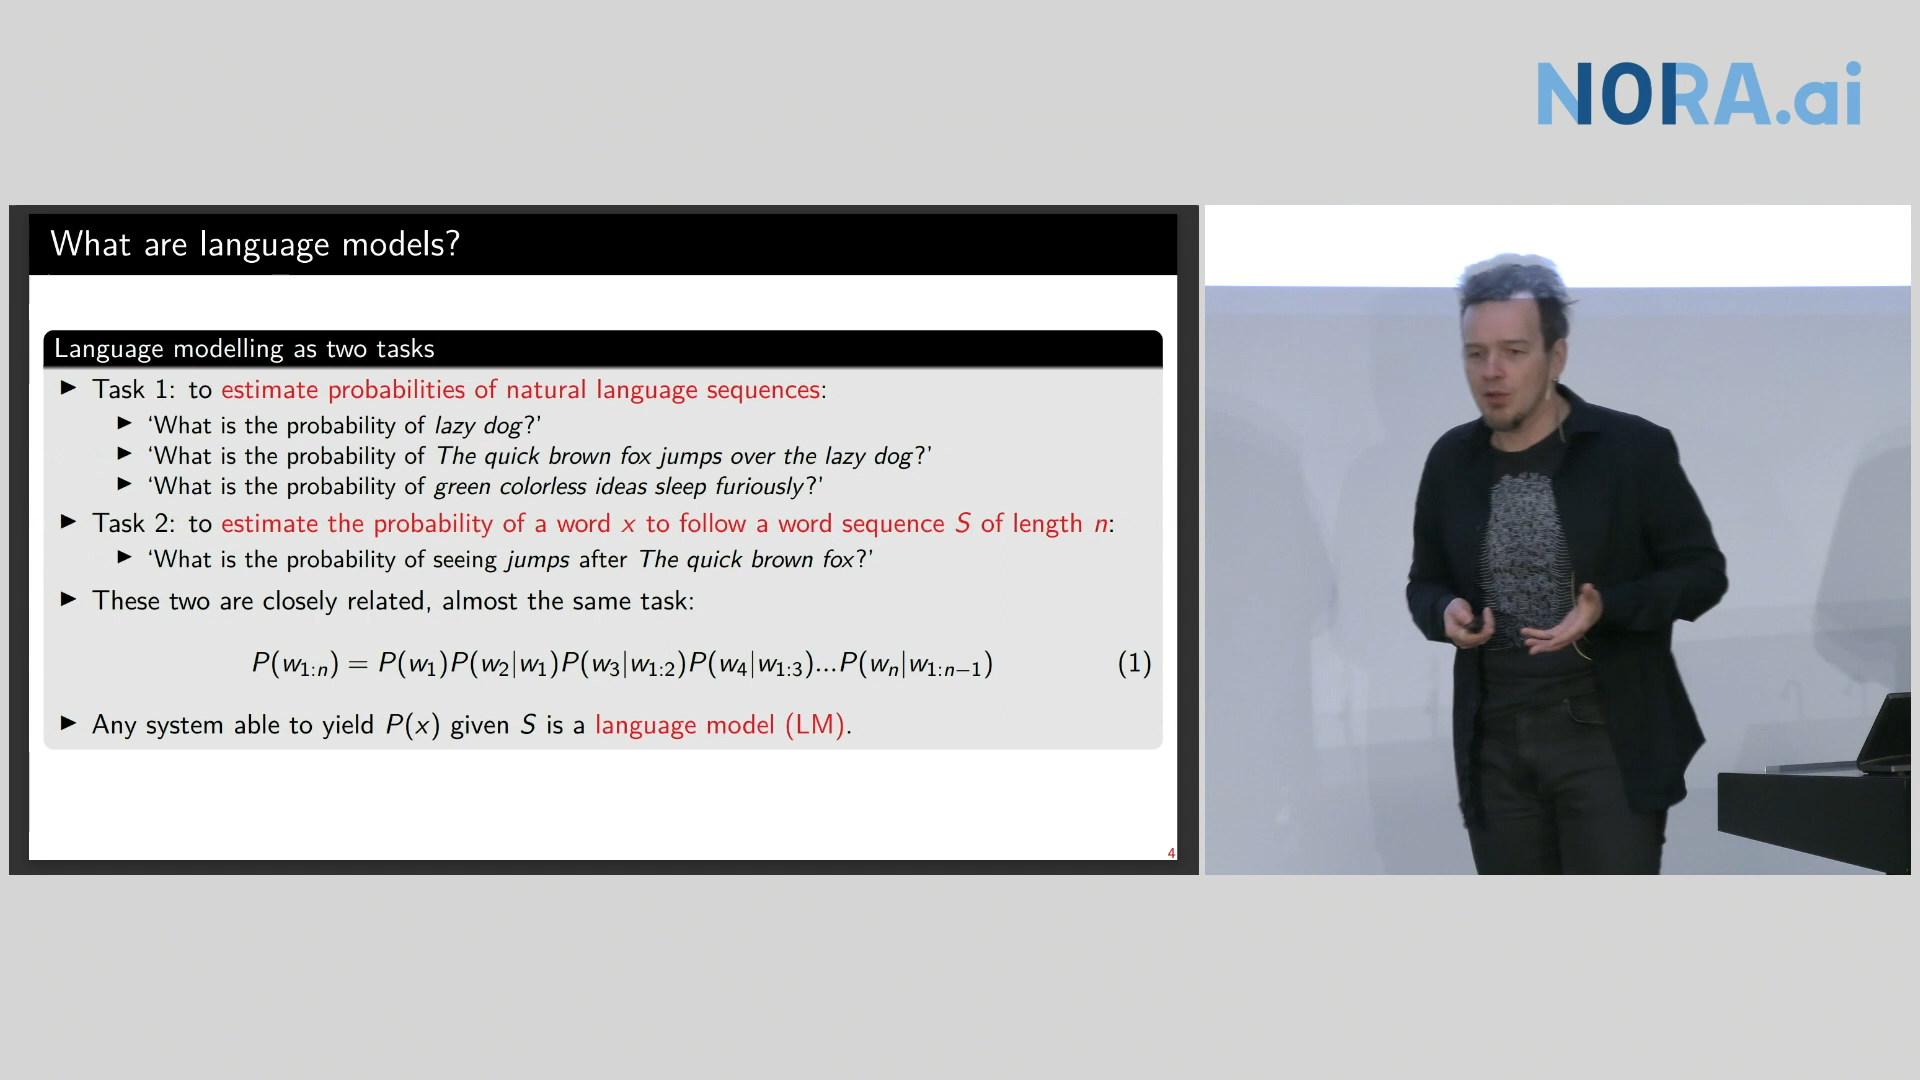 NORA.ai
What are language models?
Language modelling as two tasks
▶ Task 1: to estimate probabilities of natural language sequences:
▶ ‘What is the probability of lazy dog?’
▶ ‘What is the probability of The quick brown fox jumps over the lazy dog?’
▶ ‘What is the probability of green colorless ideas sleep furiously?’
▶ Task 2: to estimate the probability of a word x to follow a word sequence S of length n:
▶ ‘What is the probability of seeing jumps after The quick brown fox?’
▶ These two are closely related, almost the same task:
P(w₁:ₙ) = P(w₁)P(w₂|w₁)P(w₃|w₁:₂)P(w₄|w₁:₃)...P(wₙ|w₁:ₙ₋₁) (1)
▶ Any system able to yield P(x) given S is a language model (LM).
4